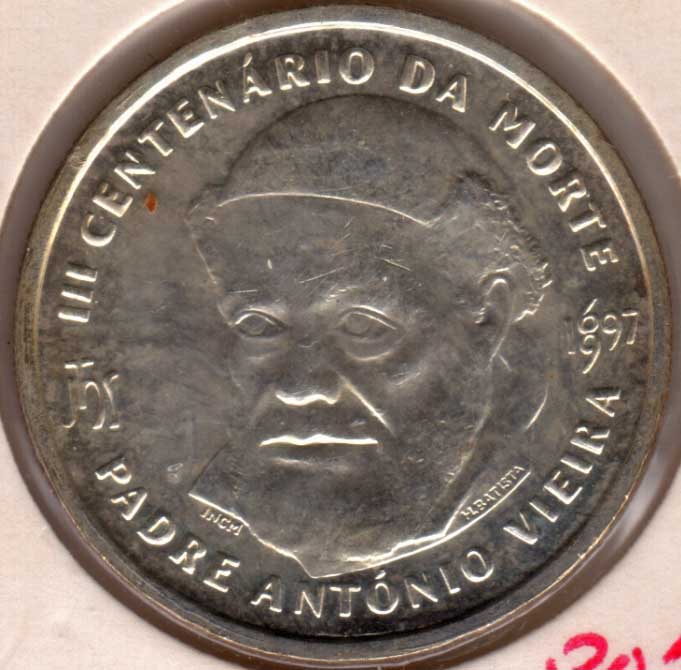 III CENTENÁRIO DA MORTE
1697
1997
PADRE ANTÓNIO VIEIRA
INCM
H.BATISTA